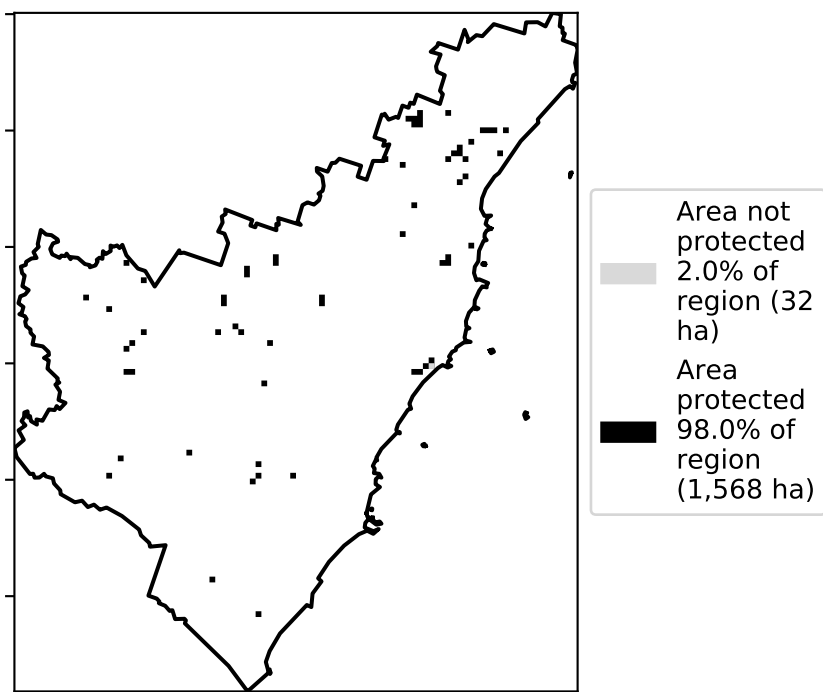 Area not
protected
2.0% of
region (32
ha)
Area
protected
98.0% of
region
(1,568 ha)